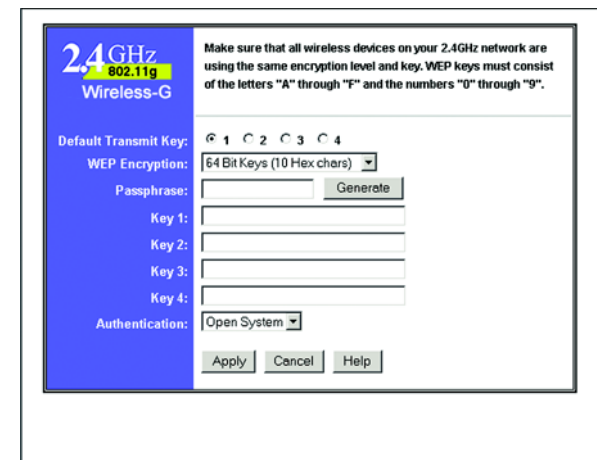 2.4 GHz
802.11g
Wireless-G
Make sure that all wireless devices on your 2.4GHz network are
using the same encryption level and key. WEP keys must consist
of the letters "A" through "F" and the numbers "0" through "9".
Default Transmit Key: 1 2 3 4
WEP Encryption: 64 Bit Keys (10 Hex chars)
Passphrase: Generate
Key 1:
Key 2:
Key 3:
Key 4:
Authentication: Open System
Apply Cancel Help